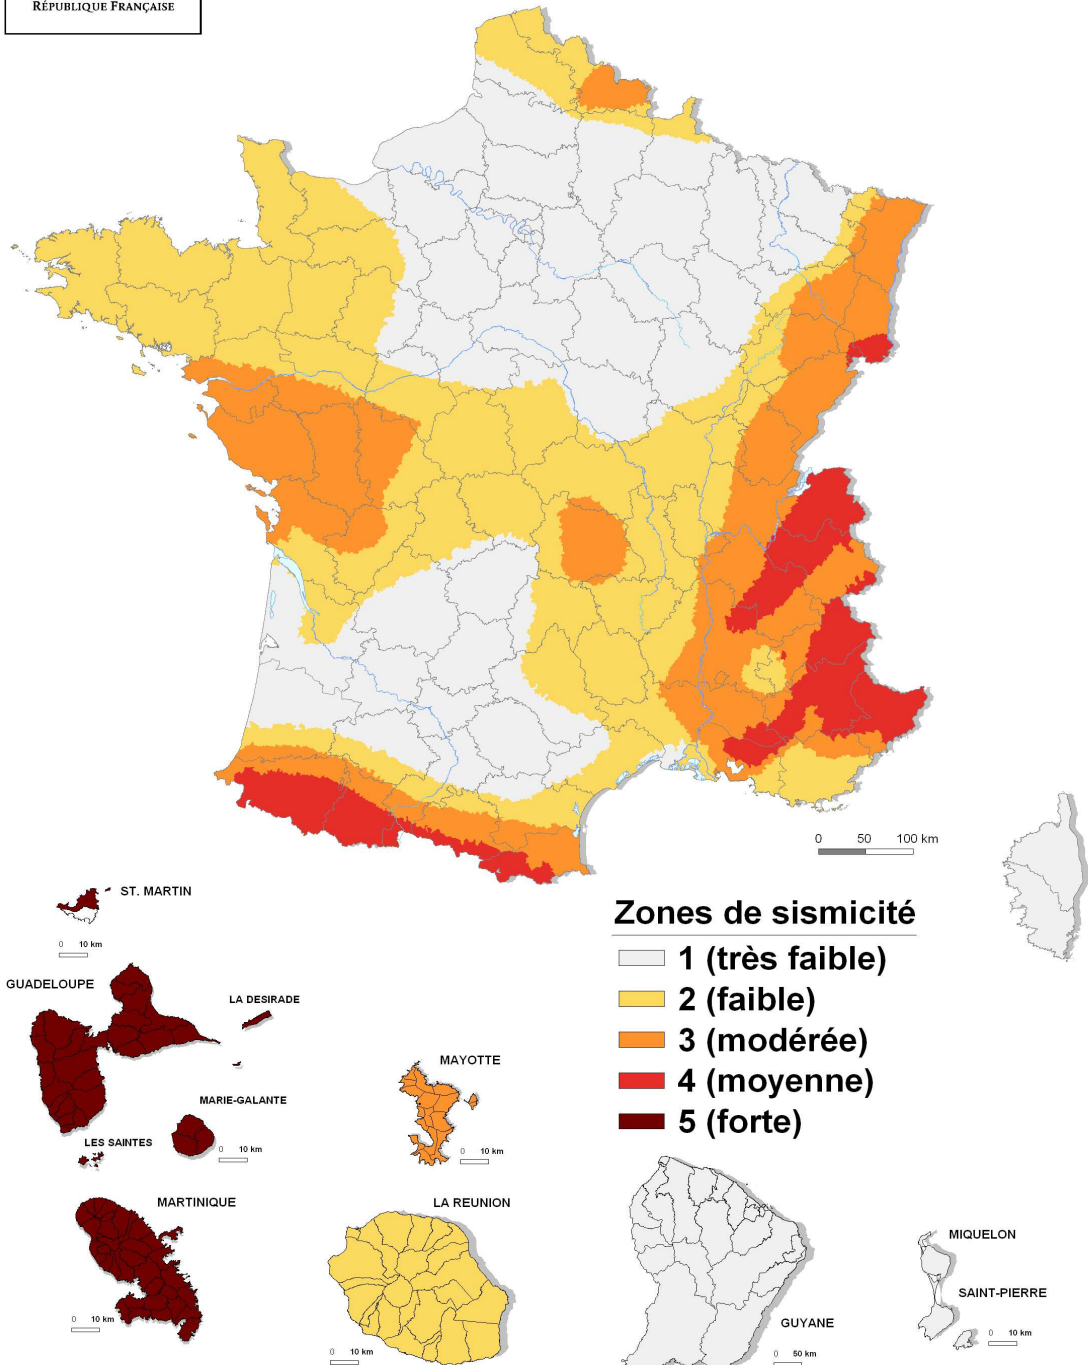 RÉPUBLIQUE FRANÇAISE
0 50 100 km
ST. MARTIN
0 10 km
GUADELOUPE
LA DESIRADE
MARIE-GALANTE
0 10 km
LES SAINTES
MAYOTTE
0 10 km
Zones de sismicité
1 (très faible)
2 (faible)
3 (modérée)
4 (moyenne)
5 (forte)
MARTINIQUE
0 10 km
LA REUNION
0 10 km
GUYANE
0 50 km
MIQUELON
SAINT-PIERRE
0 10 km